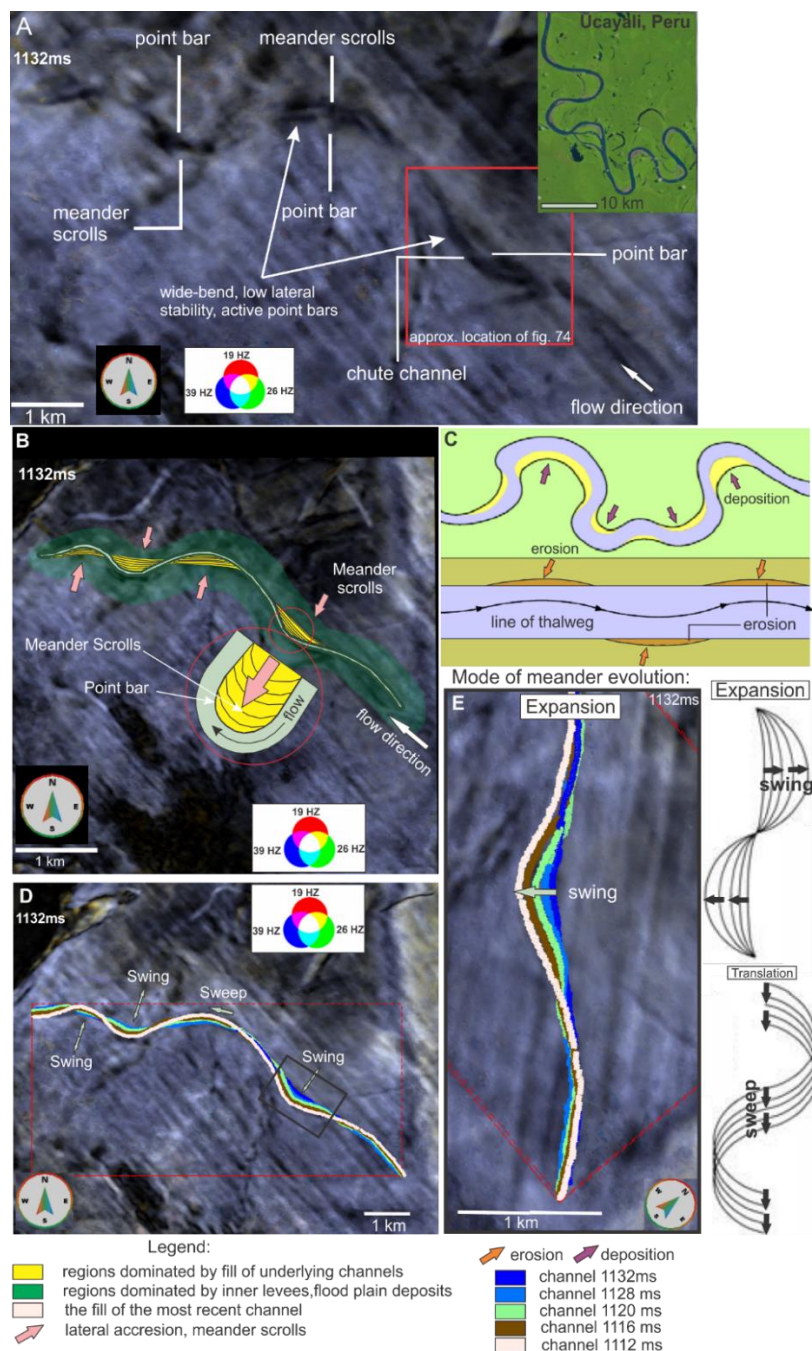 A
1132ms
point bar
meander scrolls
Ucayali, Peru
10 km
meander
scrolls
point bar
point bar
wide-bend, low lateral
stability, active point bars
approx. location of fig. 74
chute channel
flow direction
N
W E
S
19 HZ
39 HZ
26 HZ
1 km
B
1132ms
Meander
scrolls
Meander Scrolls
Point bar
flow
flow
direction
N
W E
S
1 km
19 HZ
39 HZ
26 HZ
C
deposition
erosion
line of thalweg
erosion
Mode of meander evolution:
D
1132ms
19 HZ
39 HZ
26 HZ
Swing
Sweep
Swing
Swing
N
W E
S
1 km
E
Expansion
1132ms
swing
1 km
Expansion
swing
Translation
sweep
Legend:
regions dominated by fill of underlying channels
regions dominated by inner levees,flood plain deposits
the fill of the most recent channel
lateral accresion, meander scrolls
erosion
deposition
channel 1132ms
channel 1128 ms
channel 1120 ms
channel 1116 ms
channel 1112 ms